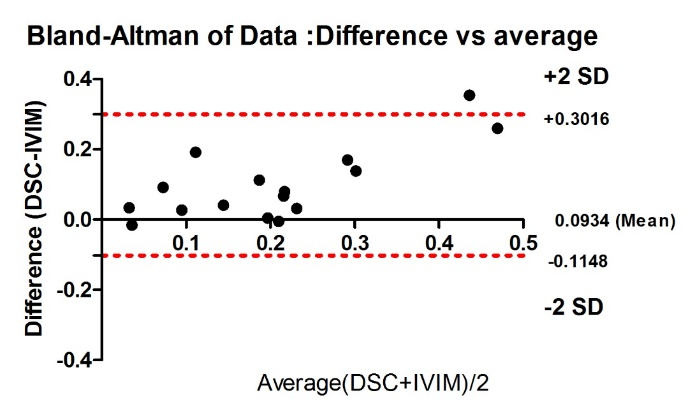 Bland-Altman of Data :Difference vs average
Difference (DSC-IVIM)
0.4
0.2
0.0
-0.2
-0.4
0.1 0.2 0.3 0.4 0.5
+2 SD
+0.3016
0.0934 (Mean)
-0.1148
-2 SD
Average(DSC+IVIM)/2